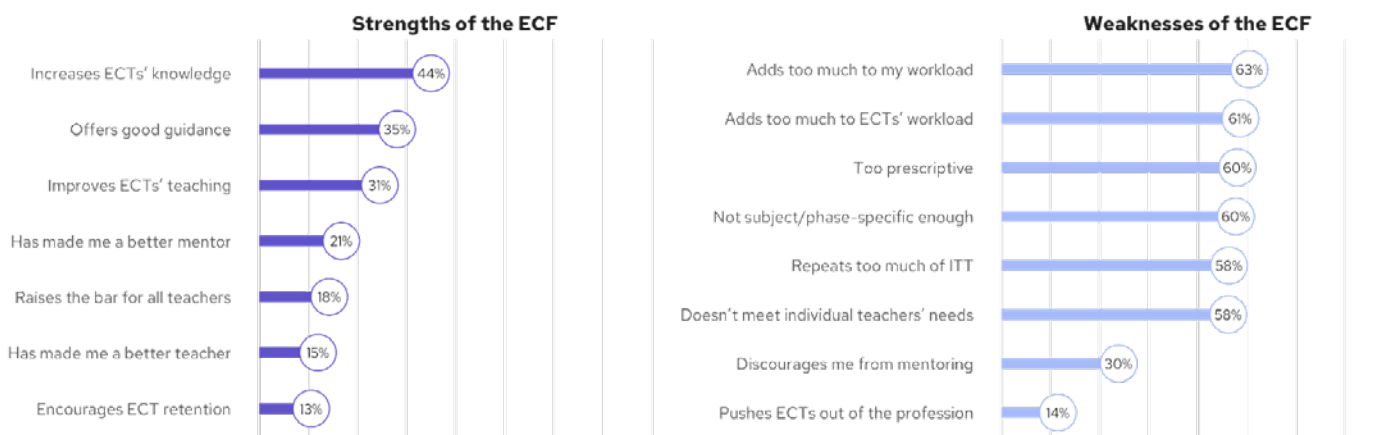 Strengths of the ECF
Increases ECTs' knowledge 44%
Offers good guidance 35%
Improves ECTs' teaching 31%
Has made me a better mentor 21%
Raises the bar for all teachers 18%
Has made me a better teacher 15%
Encourages ECT retention 13%
Weaknesses of the ECF
Adds too much to my workload 63%
Adds too much to ECTs' workload 61%
Too prescriptive 60%
Not subject/phase-specific enough 60%
Repeats too much of ITT 58%
Doesn't meet individual teachers' needs 58%
Discourages me from mentoring 30%
Pushes ECTs out of the profession 14%